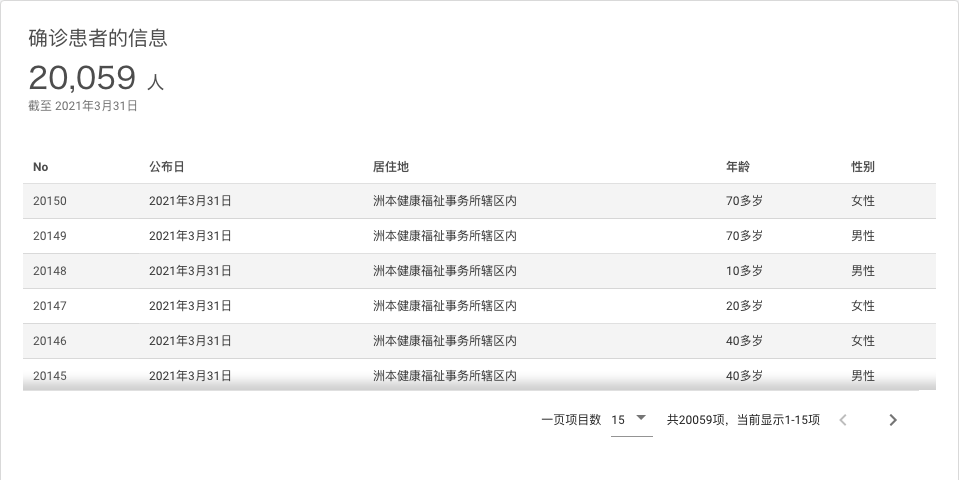 确诊患者的信息
20,059 人
截至 2021年3月31日
No 公布日 居住地 年龄 性别
20150 2021年3月31日 洲本健康福祉事务所辖区内 70多岁 女性
20149 2021年3月31日 洲本健康福祉事务所辖区内 70多岁 男性
20148 2021年3月31日 洲本健康福祉事务所辖区内 10多岁 男性
20147 2021年3月31日 洲本健康福祉事务所辖区内 20多岁 女性
20146 2021年3月31日 洲本健康福祉事务所辖区内 40多岁 女性
20145 2021年3月31日 洲本健康福祉事务所辖区内 40多岁 男性
一页项目数 15 共20059项，当前显示1-15项